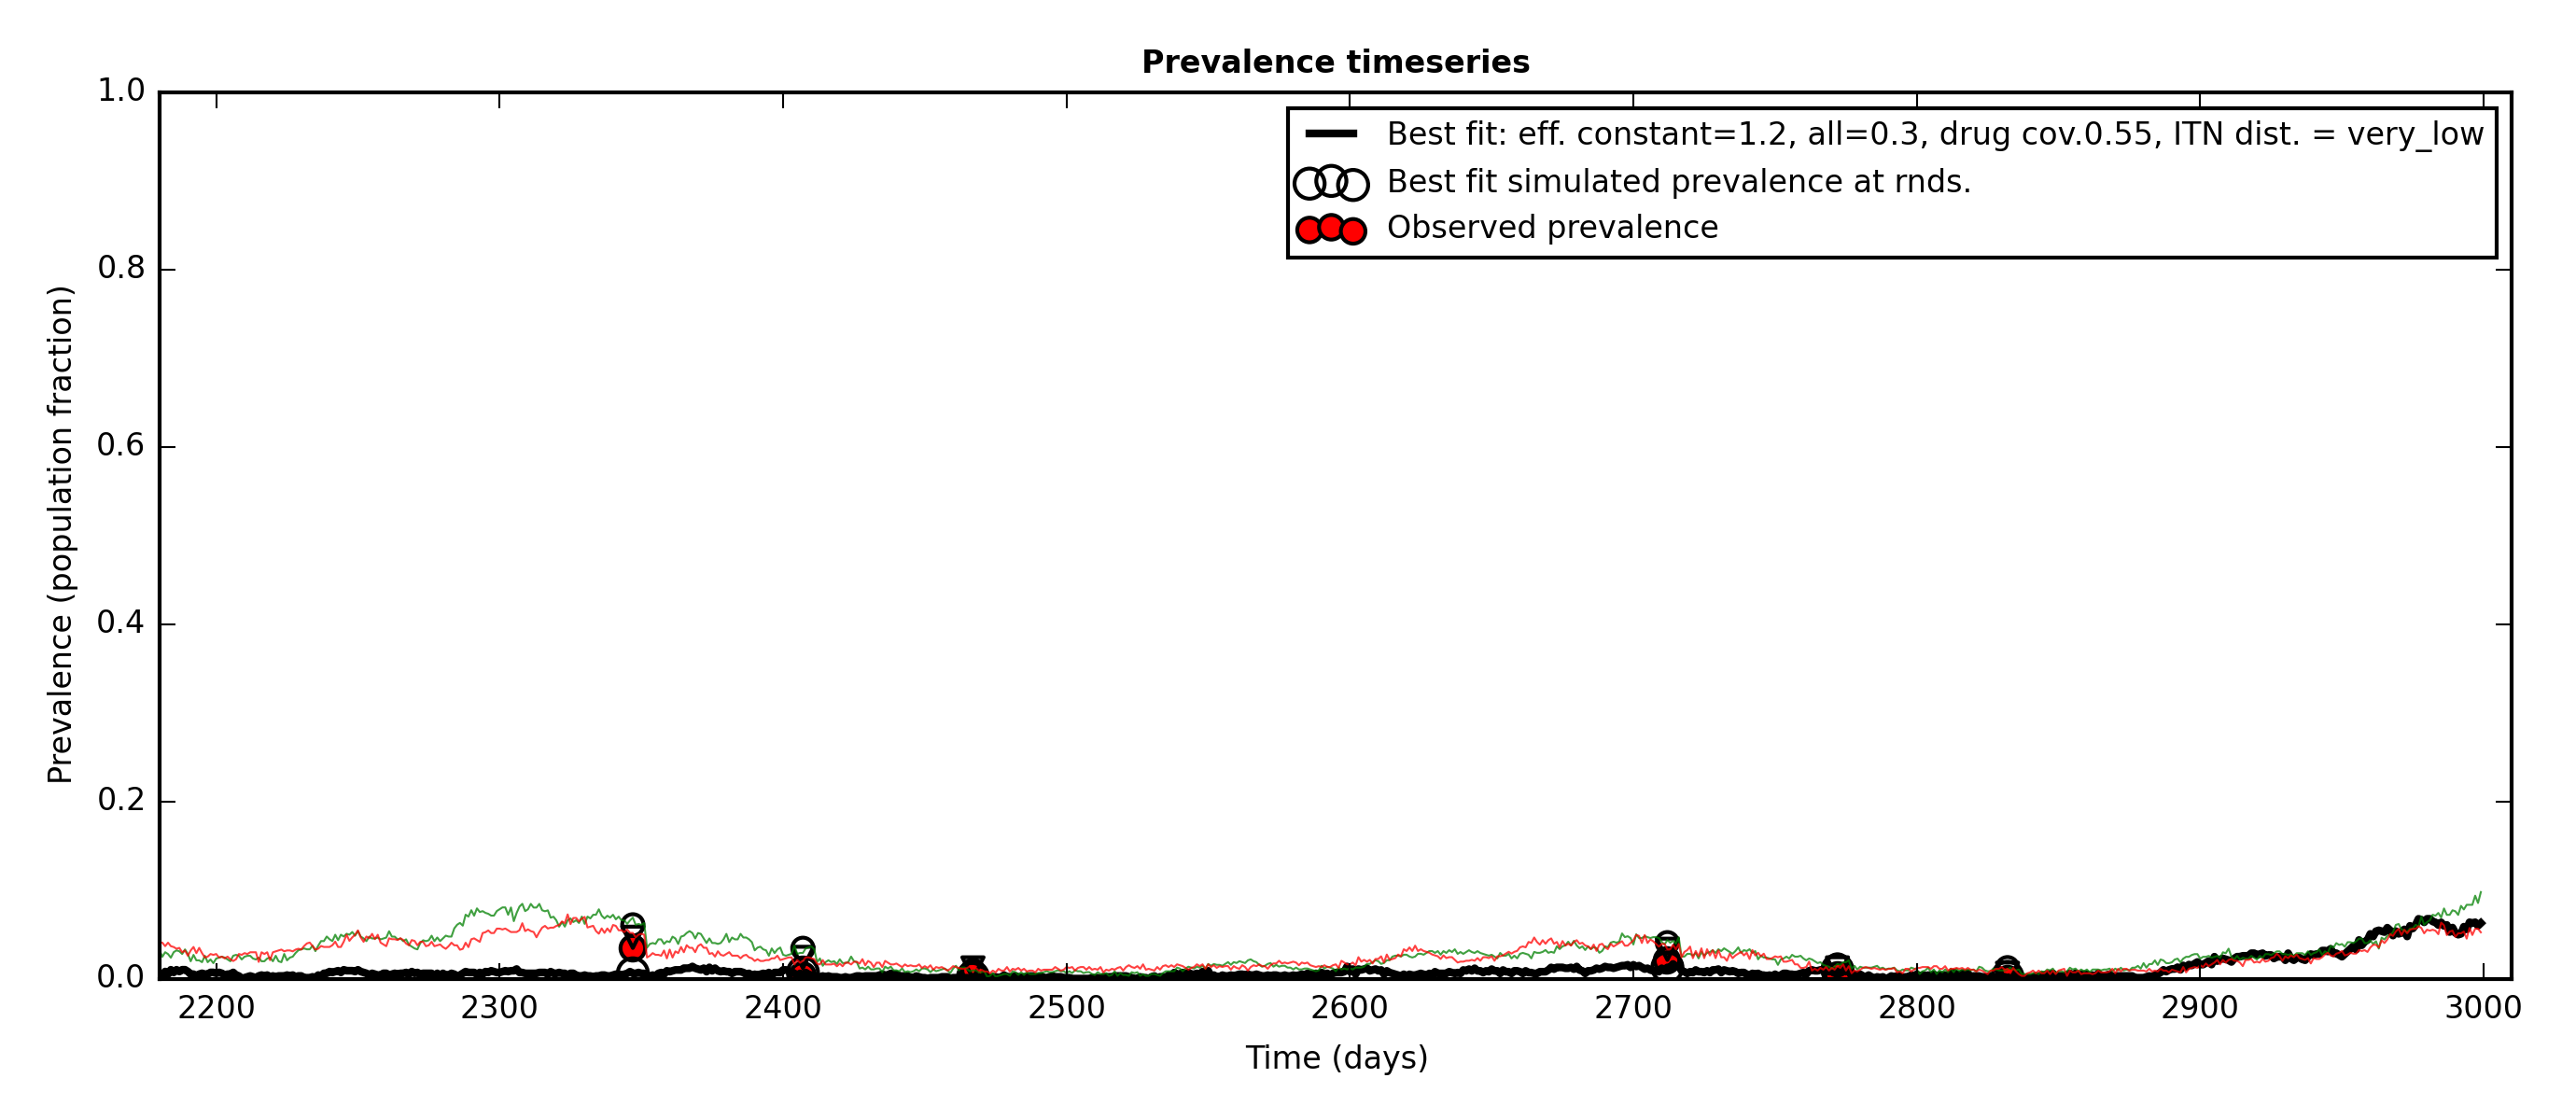 Prevalence timeseries
Best fit: eff. constant=1.2, all=0.3, drug cov.0.55, ITN dist. = very_low
Best fit simulated prevalence at rnds.
Observed prevalence
Prevalence (population fraction)
1.0
0.8
0.6
0.4
0.2
0.0
2200 2300 2400 2500 2600 2700 2800 2900 3000
Time (days)